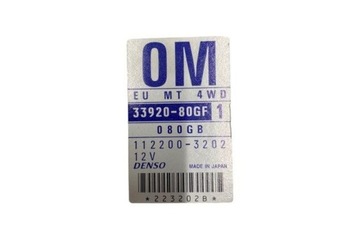 OM
EU MT 4WD
33920-80GF 1
080GB
112200-3202
12V
DENSO MADE IN JAPAN
*223202B*